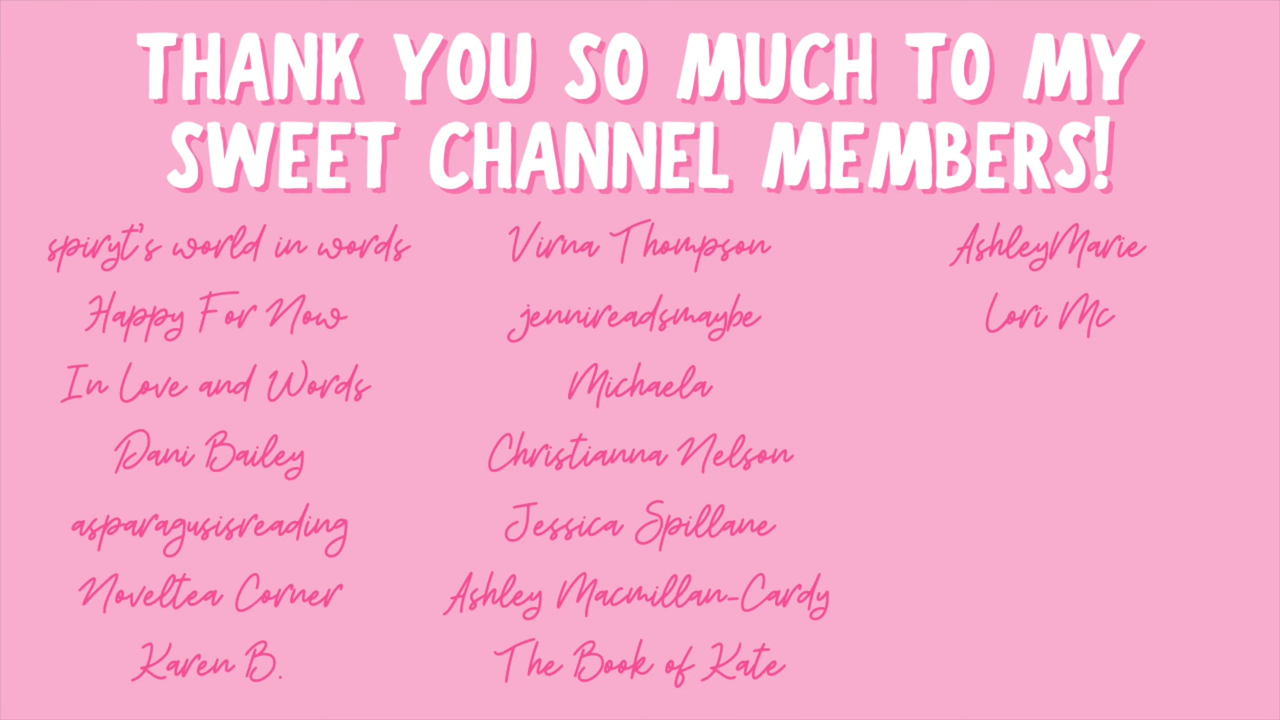 THANK YOU SO MUCH TO MY
SWEET CHANNEL MEMBERS!
spiryt's world in words
Happy For Now
In Love and Words
Dani Bailey
asparagusisreading
Noveltea Corner
Karen B.
Virna Thompson
jennireadsmaybe
Michaela
Christianna Nelson
Jessica Spillane
Ashley Macmillan-Cardy
The Book of Kate
AshleyMarie
Lori Mc